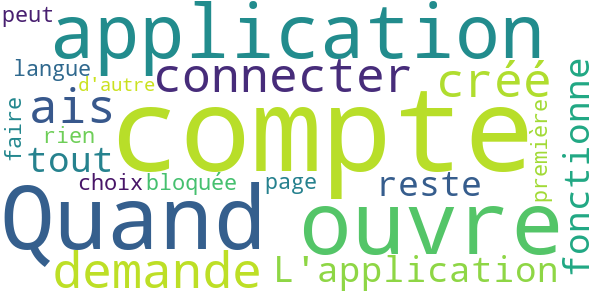 peut
application
langue
d'autre
connecter
créé
fonctionne
ais
compte
faire
rien
première
tout
choix
bloquée
page
reste
Quand
ouvre
demande
L'application